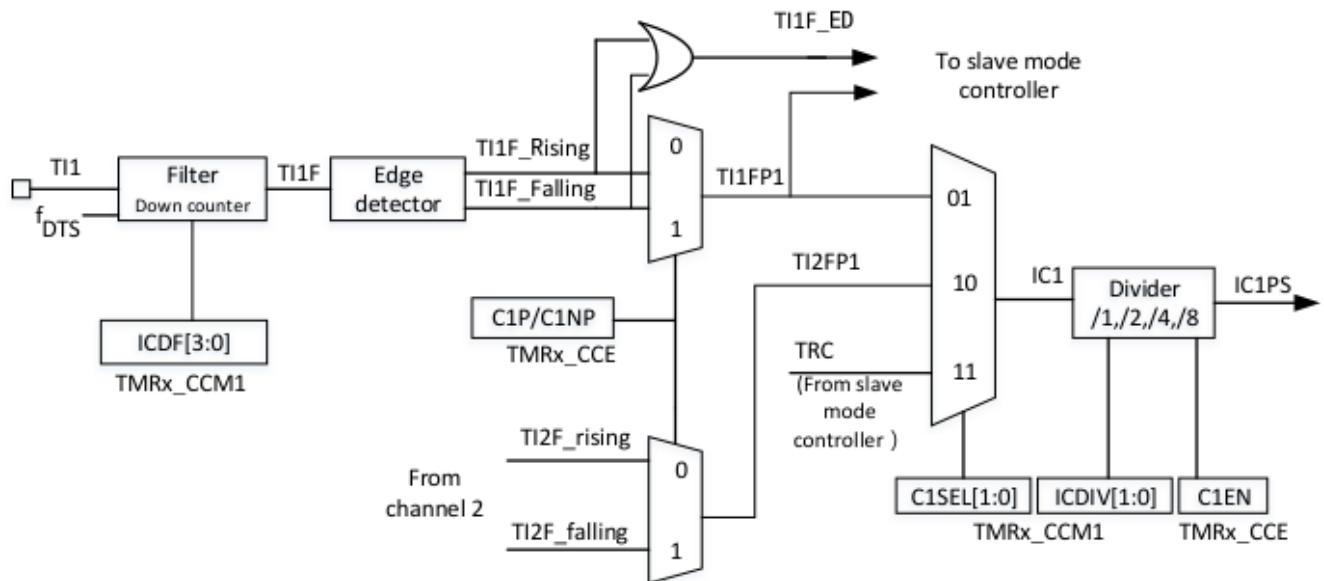 TI1F_ED
To slave mode
controller
TI1F_Rising
0
TI1
Filter
Down counter
TI1F
Edge
detector
TI1F_Falling
TI1FP1
01
fDTS
1
TI2FP1
10
IC1
Divider
/1,/2,/4,/8
IC1PS
C1P/C1NP
TMRx_CCE
ICDF[3:0]
TMRx_CCM1
TRC
11
(From slave
mode
controller )
TI2F_rising
0
From
channel 2
TI2F_falling
1
C1SEL[1:0]
ICDIV[1:0]
C1EN
TMRx_CCM1
TMRx_CCE